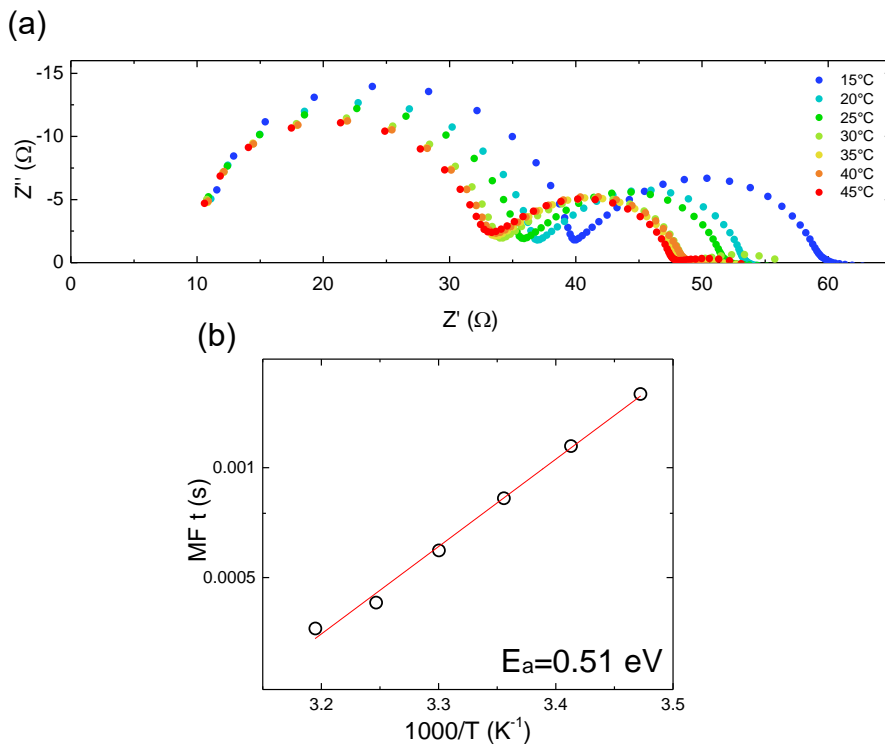 (a)
-15
-10
-5
0
Z'' (Ω)
0
10
20
30
40
50
60
Z' (Ω)
15°C
20°C
25°C
30°C
35°C
40°C
45°C
(b)
0.001
0.0005
MF t (s)
3.2
3.3
3.4
3.5
1000/T (K⁻¹)
Ea=0.51 eV